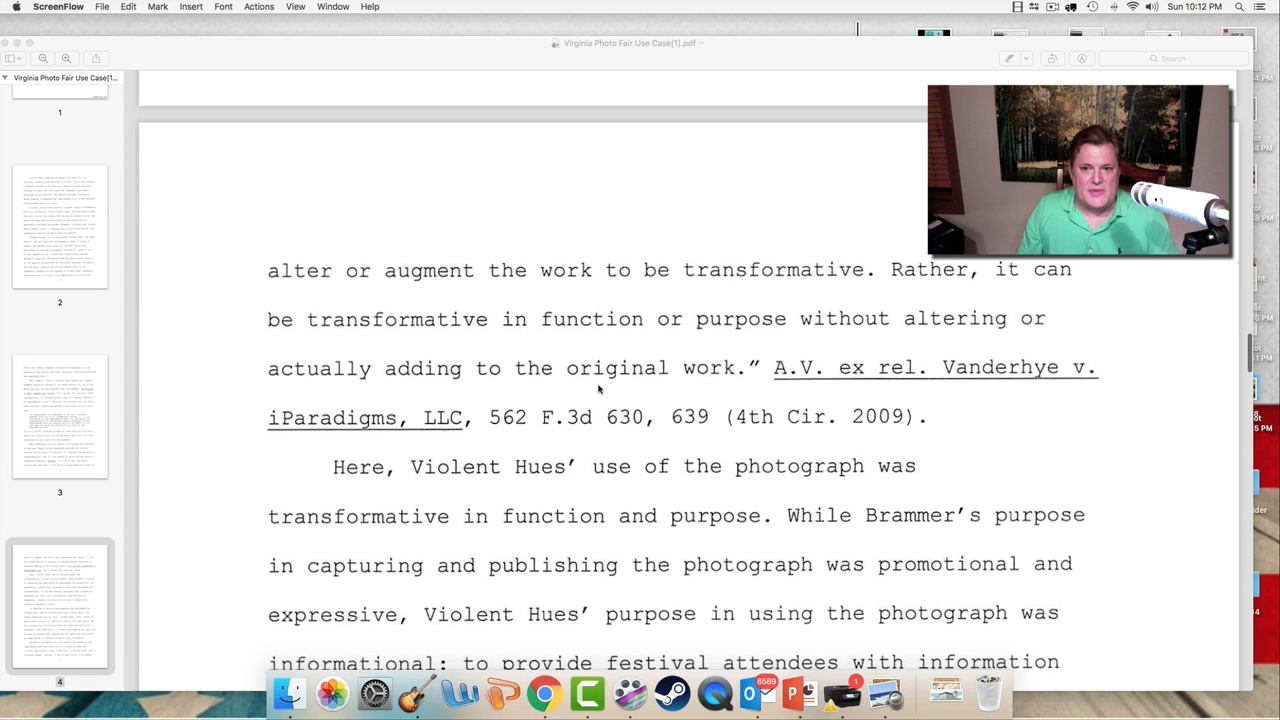 ScreenFlow File Edit Mark Insert Font Actions View Window Help Sun 10:12 PM
Virginia Photo Fair Use Case[1].pdf
Search
Virginia Photo Fair Use Case[1...
1
2
3
4
alter or augment the work to be transformative. Rather, it can
be transformative in function or purpose without altering or
actually adding to the original work.” A.V. ex rel. Vanderhye v.
iParadigms, LLC, 562 F.3d 630, 639 (4th Cir. 2009).
Here, Violent Hues’ use of the photograph was
transformative in function and purpose. While Brammer’s purpose
in capturing and publishing the photograph was promotional and
expressive, Violent Hues’ purpose in using the photograph was
informational: to provide festival attendees with information
8589
1